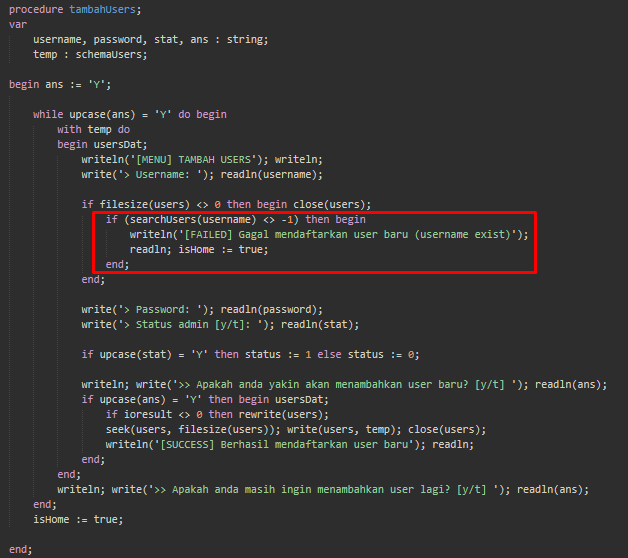 procedure tambahUsers;
var
username, password, stat, ans : string;
temp : schemaUsers;
begin ans := 'Y';
while upcase(ans) = 'Y' do begin
with temp do
begin usersDat;
writeln('[MENU] TAMBAH USERS'); writeln;
write('> Username: '); readln(username);
if filesize(users) <> 0 then begin close(users);
if (searchUsers(username) <> -1) then begin
writeln('[FAILED] Gagal mendaftarkan user baru (username exist)');
readln; isHome := true;
end;
end;
write('> Password: '); readln(password);
write('> Status admin [y/t]: '); readln(stat);
if upcase(stat) = 'Y' then status := 1 else status := 0;
writeln; write('>> Apakah anda yakin akan menambahkan user baru? [y/t] '); readln(ans);
if upcase(ans) = 'Y' then begin usersDat;
if ioresult <> 0 then rewrite(users);
seek(users, filesize(users)); write(users, temp); close(users);
writeln('[SUCCESS] Berhasil mendaftarkan user baru'); readln;
end;
end;
writeln; write('>> Apakah anda masih ingin menambahkan user lagi? [y/t] '); readln(ans);
end;
isHome := true;
end;